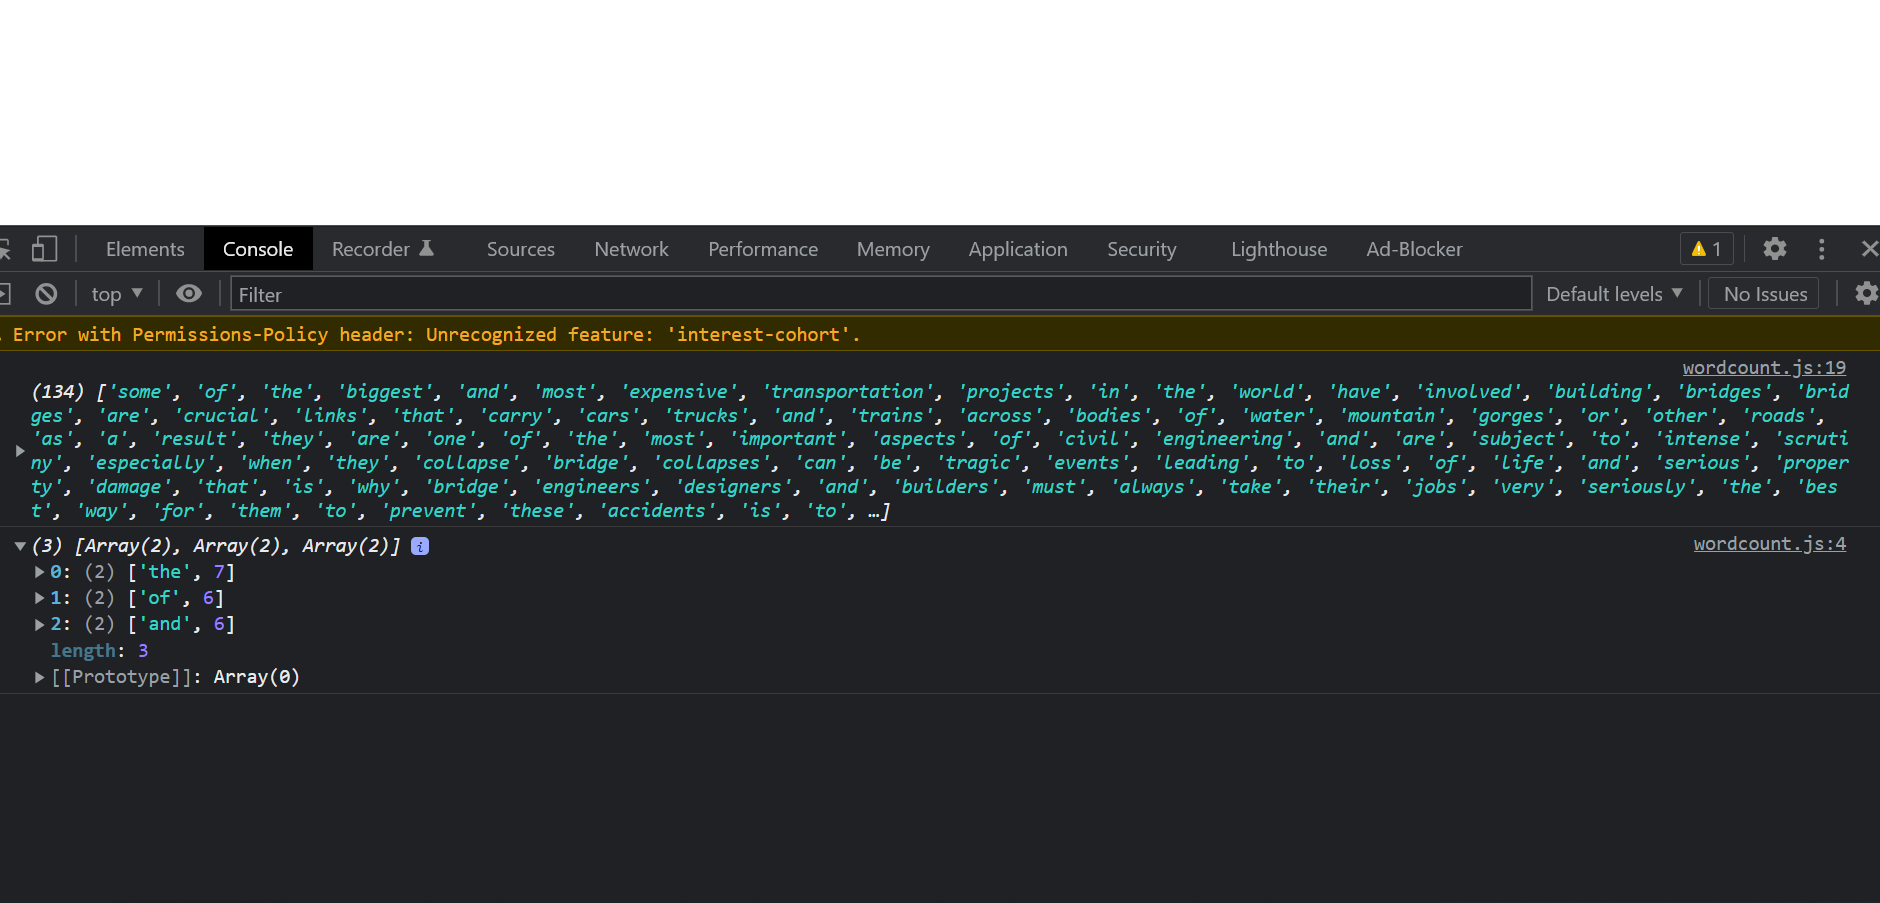 Elements Console Recorder Sources Network Performance Memory Application Security Lighthouse Ad-Blocker 1
top Filter Default levels No Issues
Error with Permissions-Policy header: Unrecognized feature: 'interest-cohort'.
wordcount.js:19
(134) ['some', 'of', 'the', 'biggest', 'and', 'most', 'expensive', 'transportation', 'projects', 'in', 'the', 'world', 'have', 'involved', 'building', 'bridges', 'brid
ges', 'are', 'crucial', 'links', 'that', 'carry', 'cars', 'trucks', 'and', 'trains', 'across', 'bodies', 'of', 'water', 'mountain', 'gorges', 'or', 'other', 'roads',
'as', 'a', 'result', 'they', 'are', 'one', 'of', 'the', 'most', 'important', 'aspects', 'of', 'civil', 'engineering', 'and', 'are', 'subject', 'to', 'intense', 'scruti
ny', 'especially', 'when', 'they', 'collapse', 'bridge', 'collapses', 'can', 'be', 'tragic', 'events', 'leading', 'to', 'loss', 'of', 'life', 'and', 'serious', 'proper
ty', 'damage', 'that', 'is', 'why', 'bridge', 'engineers', 'designers', 'and', 'builders', 'must', 'always', 'take', 'their', 'jobs', 'very', 'seriously', 'the', 'bes
t', 'way', 'for', 'them', 'to', 'prevent', 'these', 'accidents', 'is', 'to', …]
(3) [Array(2), Array(2), Array(2)] i wordcount.js:4
0: (2) ['the', 7]
1: (2) ['of', 6]
2: (2) ['and', 6]
length: 3
[[Prototype]]: Array(0)